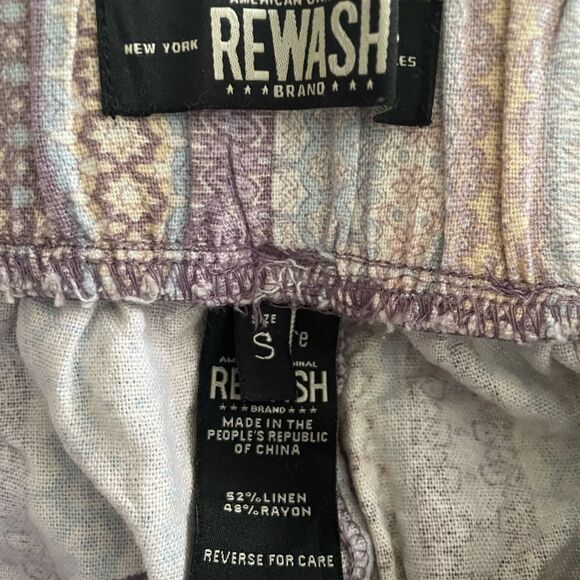 AMERICAN
NEW YORK
REWASH
★ ★ ★ BRAND ★ ★ ★
SIZE
S
REWASH
★★★ BRAND ★★★
MADE IN THE
PEOPLE'S REPUBLIC
OF CHINA
52% LINEN
48% RAYON
REVERSE FOR CARE